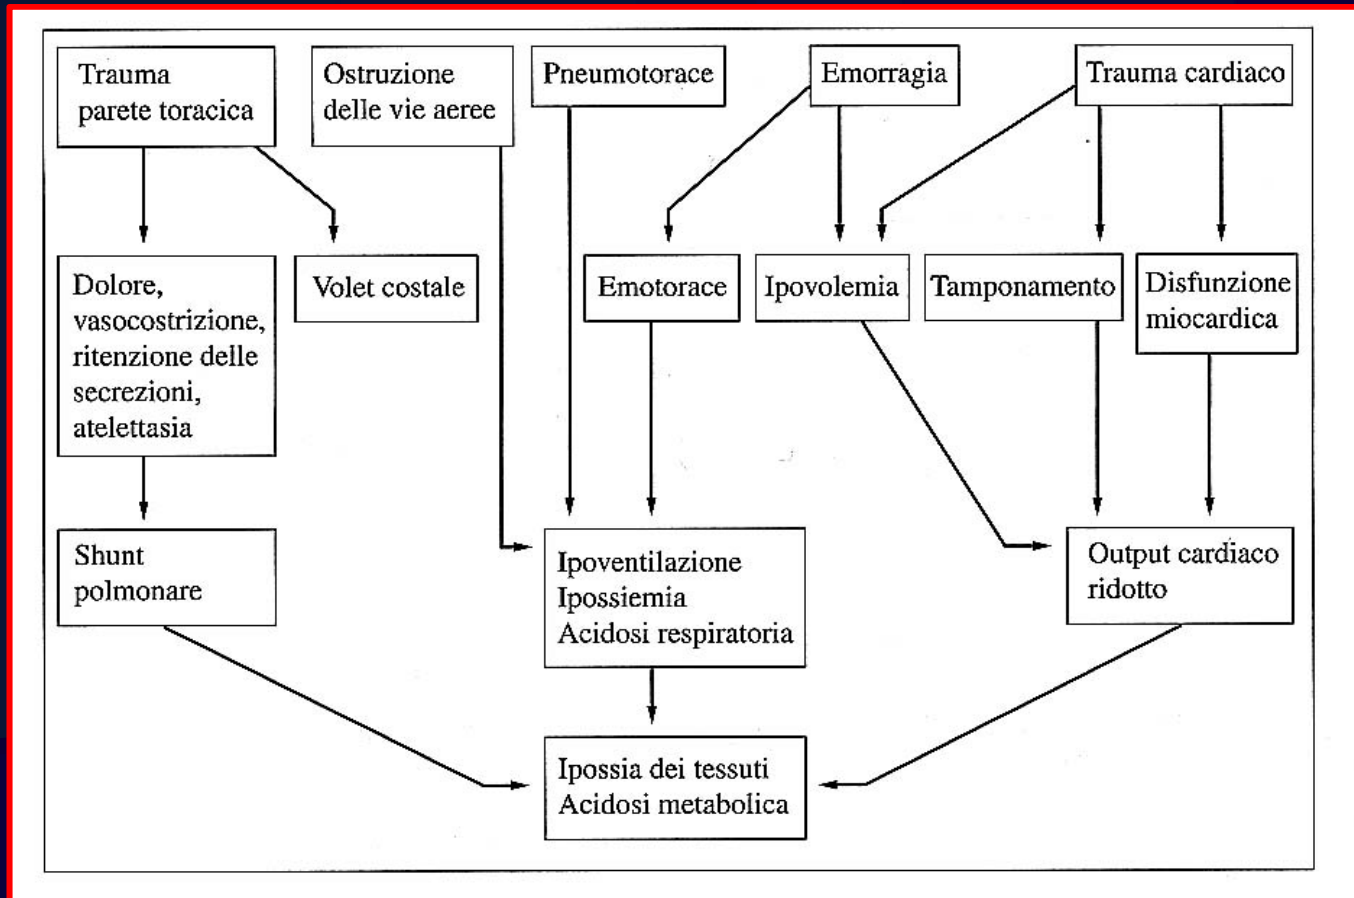 Trauma
parete toracica
Ostruzione
delle vie aeree
Pneumotorace
Emorragia
Trauma cardiaco
Dolore,
vasocostrizione,
ritenzione delle
secrezioni,
atelettasia
Volet costale
Emotorace
Ipovolemia
Tamponamento
Disfunzione
miocardica
Shunt
polmonare
Ipoventilazione
Ipossiemia
Acidosi respiratoria
Output cardiaco
ridotto
Ipossia dei tessuti
Acidosi metabolica